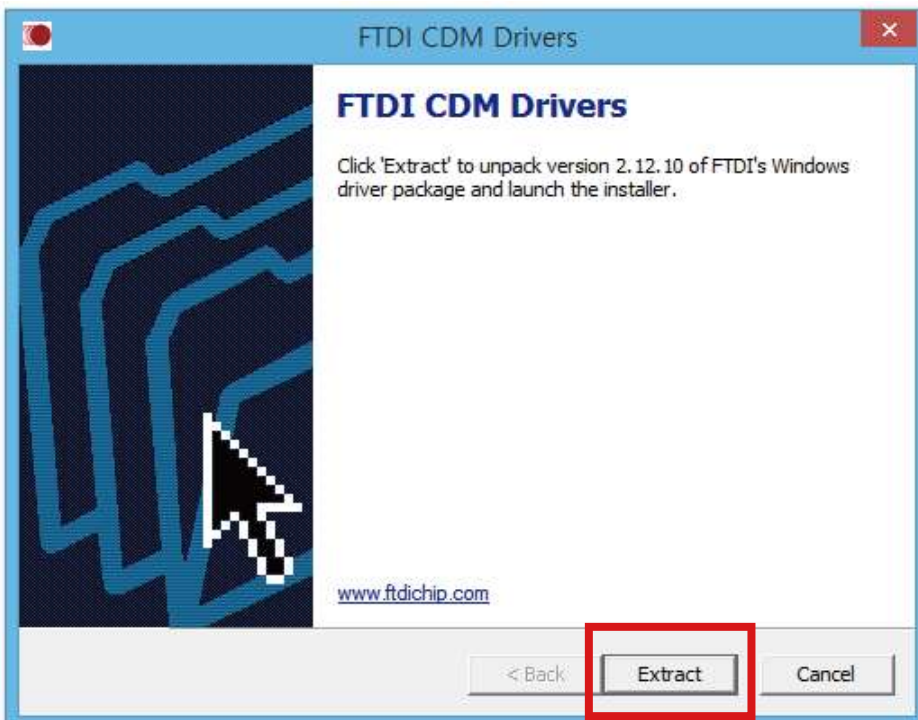 FTDI CDM Drivers
FTDI CDM Drivers
Click 'Extract' to unpack version 2.12.10 of FTDI's Windows
driver package and launch the installer.
www.ftdichip.com
< Back
Extract
Cancel